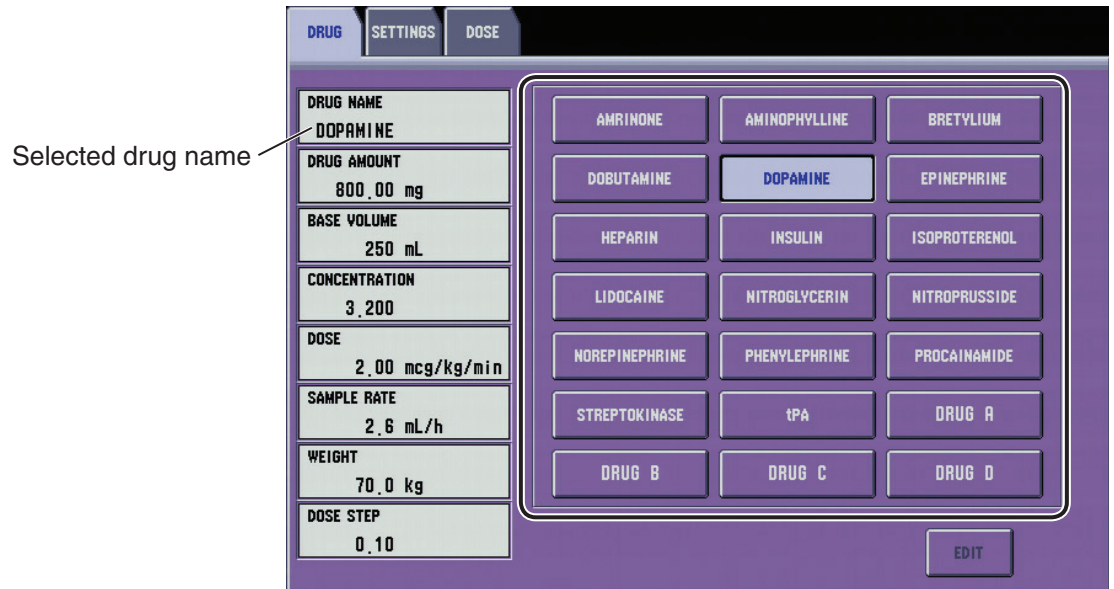 DRUG SETTINGS DOSE
Selected drug name
DRUG NAME
DOPAMINE
DRUG AMOUNT
800.00 mg
BASE VOLUME
250 mL
CONCENTRATION
3.200
DOSE
2.00 mcg/kg/min
SAMPLE RATE
2.6 mL/h
WEIGHT
70.0 kg
DOSE STEP
0.10
AMRINONE AMINOPHYLLINE BRETYLIUM
DOBUTAMINE DOPAMINE EPINEPHRINE
HEPARIN INSULIN ISOPROTERENOL
LIDOCAINE NITROGLYCERIN NITROPRUSSIDE
NOREPINEPHRINE PHENYLEPHRINE PROCAINAMIDE
STREPTOKINASE tPA DRUG A
DRUG B DRUG C DRUG D
EDIT